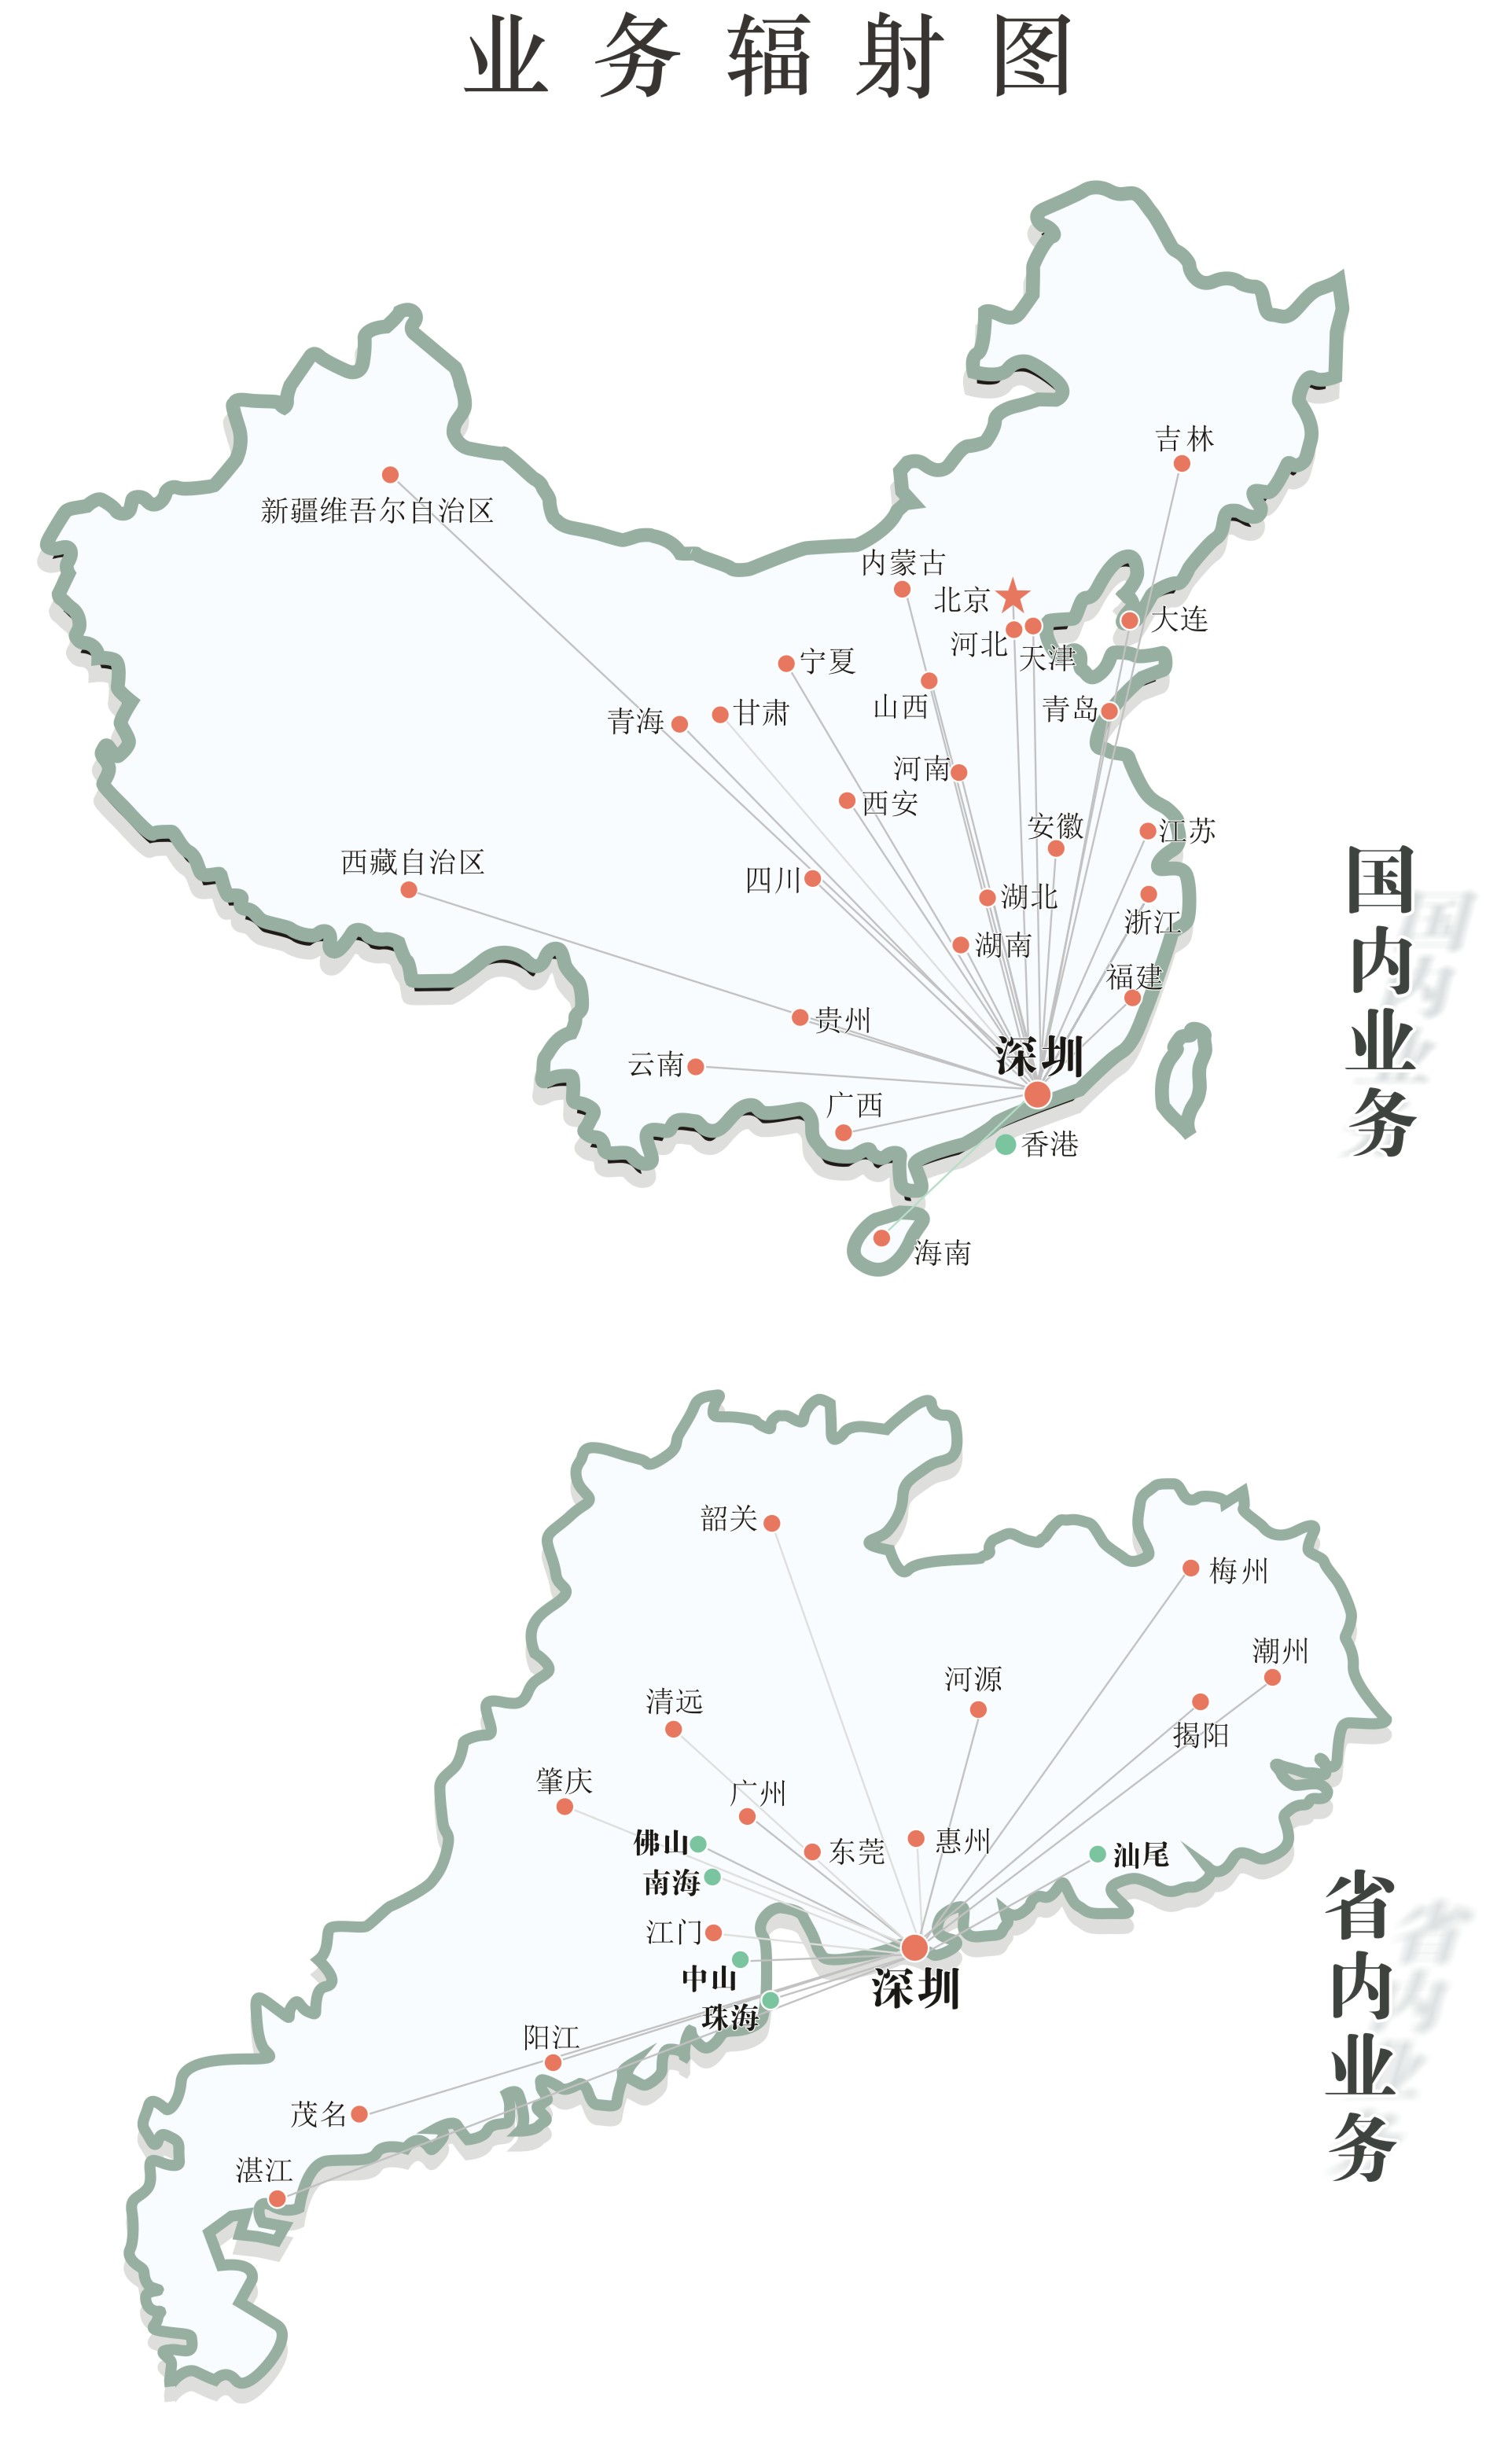 业务辐射图
吉林
新疆维吾尔自治区
内蒙古
北京
大连
河北
天津
宁夏
山西
青岛
甘肃
青海
河南
西安
安徽
江苏
西藏自治区
四川
湖北
浙江
湖南
福建
贵州
深圳
云南
广西
香港
海南
国内业务
韶关
梅州
潮州
河源
清远
揭阳
肇庆
广州
佛山
东莞
惠州
汕尾
南海
江门
中山
深圳
珠海
阳江
茂名
湛江
省内业务